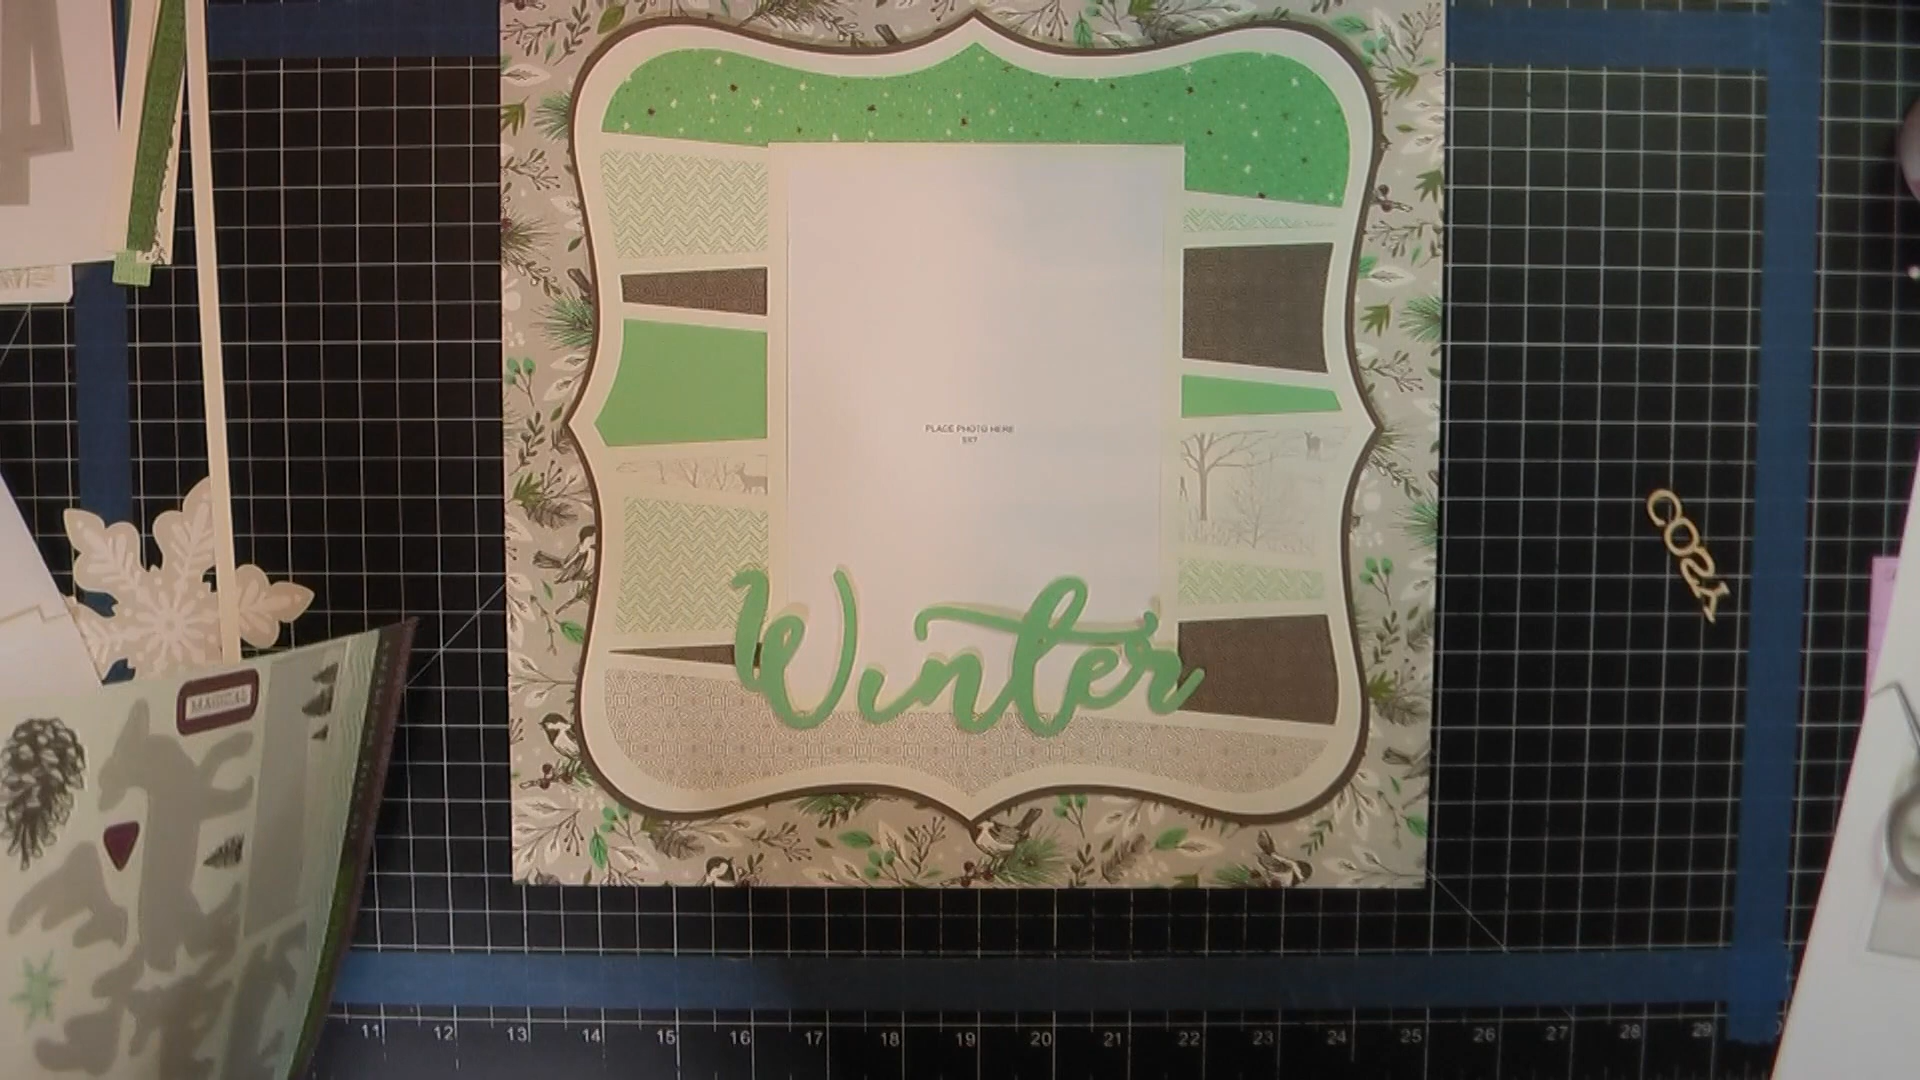 PLACE PHOTO HERE
5X7
Winter
COZY
MAGICAL
11 12 13 14 15 16 17 18 19 20 21 22 23 24 25 26 27 28 29